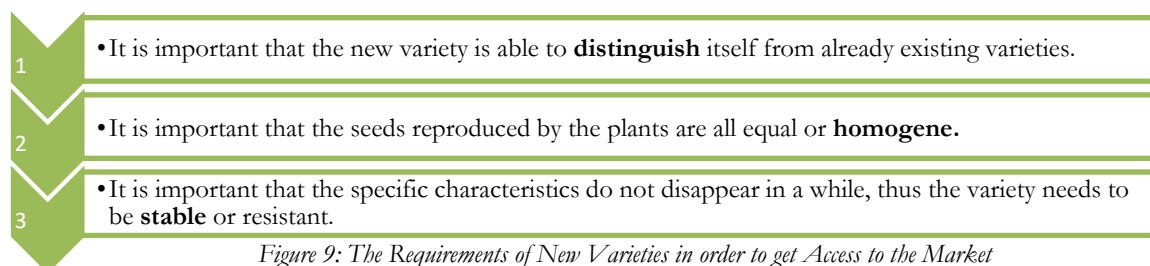 1
•It is important that the new variety is able to distinguish itself from already existing varieties.
2
•It is important that the seeds reproduced by the plants are all equal or homogene.
3
•It is important that the specific characteristics do not disappear in a while, thus the variety needs to
be stable or resistant.
Figure 9: The Requirements of New Varieties in order to get Access to the Market